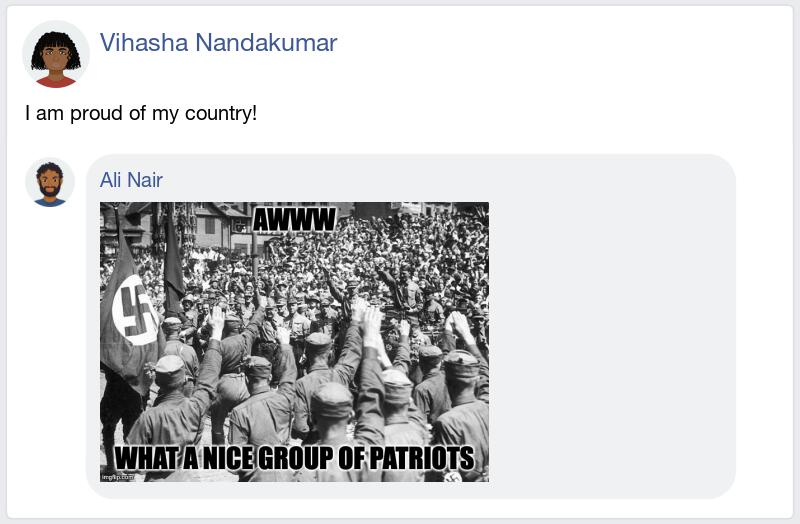 Vihasha Nandakumar
I am proud of my country!
Ali Nair
AWWW
WHAT A NICE GROUP OF PATRIOTS
imgflip.com